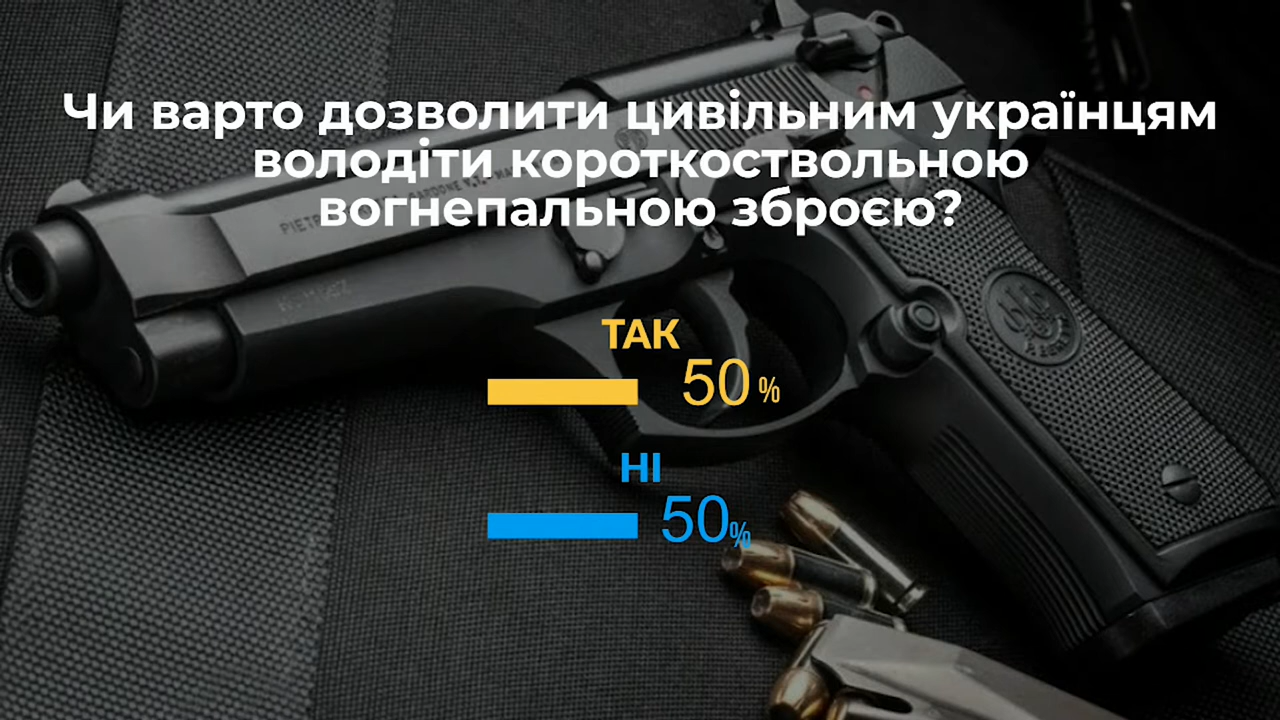 Чи варто дозволити цивільним українцям
володіти короткоствольною
вогнепальною зброєю?
ТАК
50 %
НІ
50%